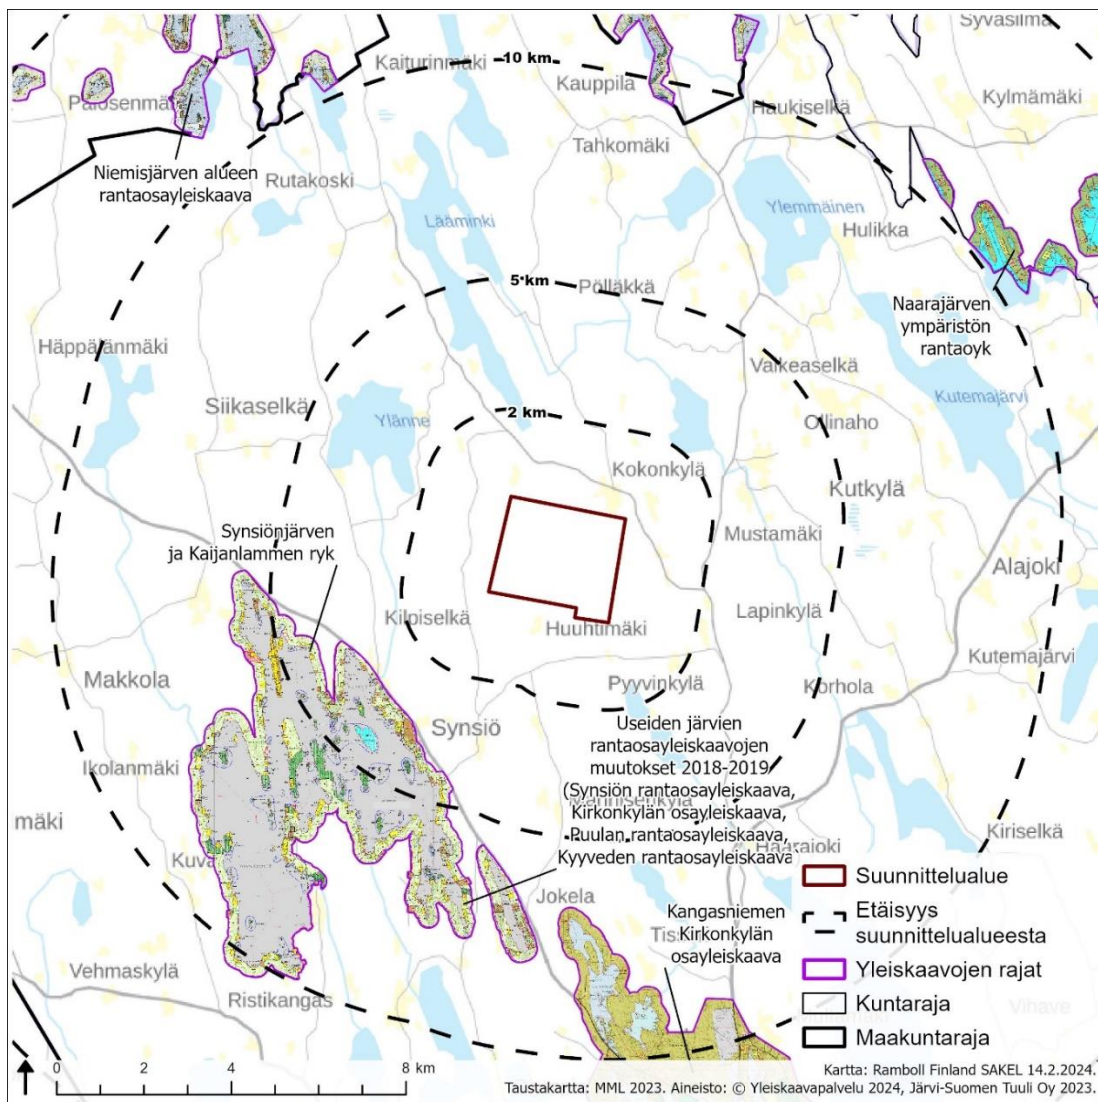 Syväsilmä
Kaiturinmäki
10 km
Kauppila
Haukiselkä
Kylmämäki
Tahkomäki
Niemisjärven alueen
rantaosayleiskaava
Rutakoski
Lääminki
Ylemmäinen
Hulikka
Pölläkkä
5 km
Naarajärven
ympäristön
rantaoyk
Häppälänmäki
Valkeaselkä
Siikaselkä
Ylänne
2 km
Kutemajärvi
Ollinaho
Kokonkylä
Kutkylä
Synsiönjärven
ja Kaijanlammen ryk
Mustamäki
Alajoki
Kilpiselkä
Huuhtimäki
Lapinkylä
Kutemajärvi
Makkola
Pyyvinkylä
Korhola
Synsiö
Useiden järvien
rantaosayleiskaavojen
muutokset 2018-2019
(Synsiön rantaosayleiskaava,
Kirkonkylän osayleiskaava,
Puulan rantaosayleiskaava,
Kyyveden rantaosayleiskaava
Ikolanmäki
mäki
Kuva
Haarajoki
Kiriselkä
Jokela
Kangasniemen
Kirkonkylän
osayleiskaava
Vehmaskylä
Ristikangas
Vihave
Suunnittelualue
Etäisyys
suunnittelualueesta
Yleiskaavojen rajat
Kuntaraja
Maakuntaraja
0 2 4 8 km
Kartta: Ramboll Finland SAKEL 14.2.2024.
Taustakartta: MML 2023. Aineisto: © Yleiskaavapalvelu 2024, Järvi-Suomen Tuuli Oy 2023.